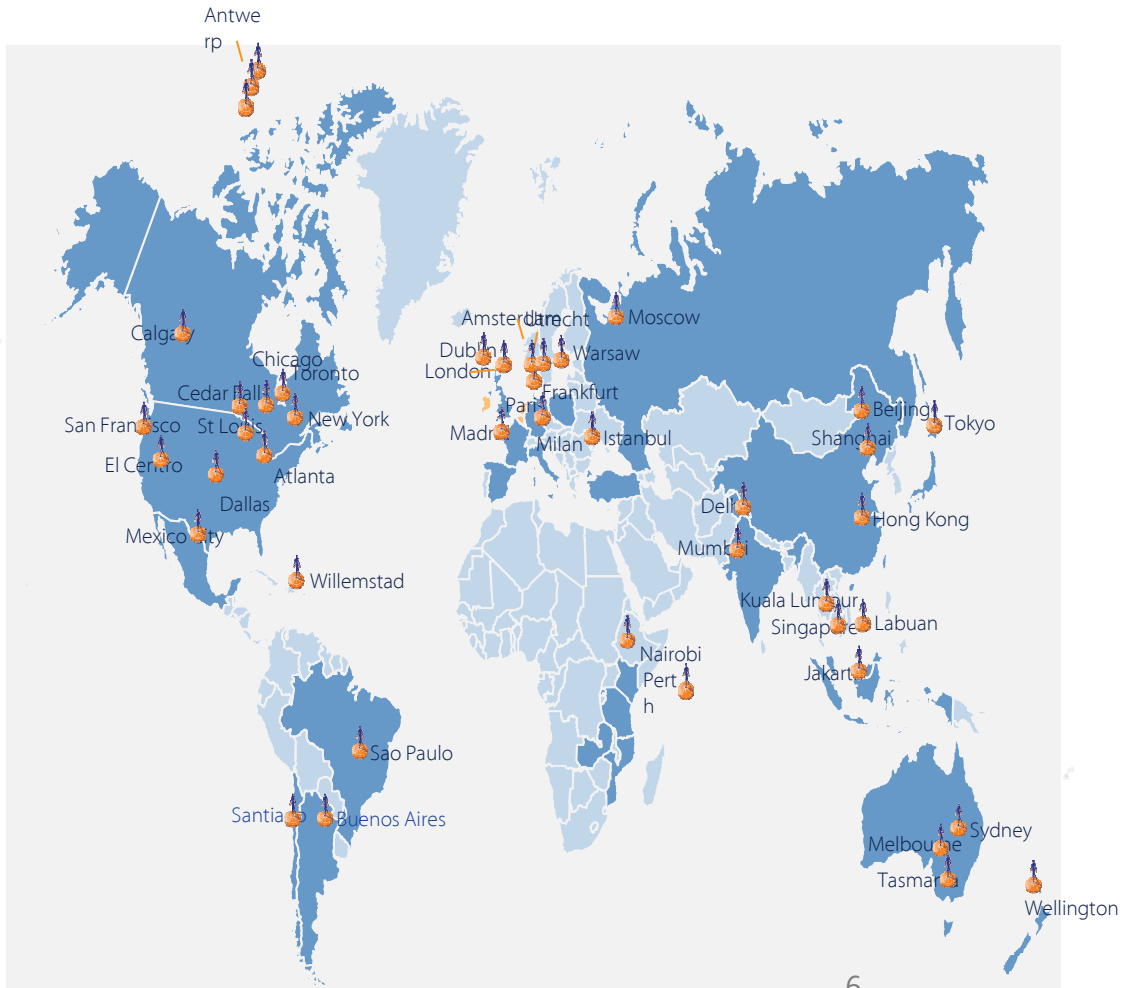 Antwe
rp
Amsterdam
Utrecht
Moscow
Calgary
Dublin
Warsaw
Chicago
London
Toronto
Cedar Fall
Frankfurt
Paris
San Francisco
St Louis
New York
Madrid
Milan
Istanbul
Beijing
Tokyo
Shanghai
El Centro
Atlanta
Dallas
Delhi
Hong Kong
Mexico City
Mumbai
Willemstad
Kuala Lumpur
Singapore
Labuan
Nairobi
Pert
h
Jakarta
Sao Paulo
Santiago
Buenos Aires
Sydney
Melbourne
Tasmania
Wellington
6